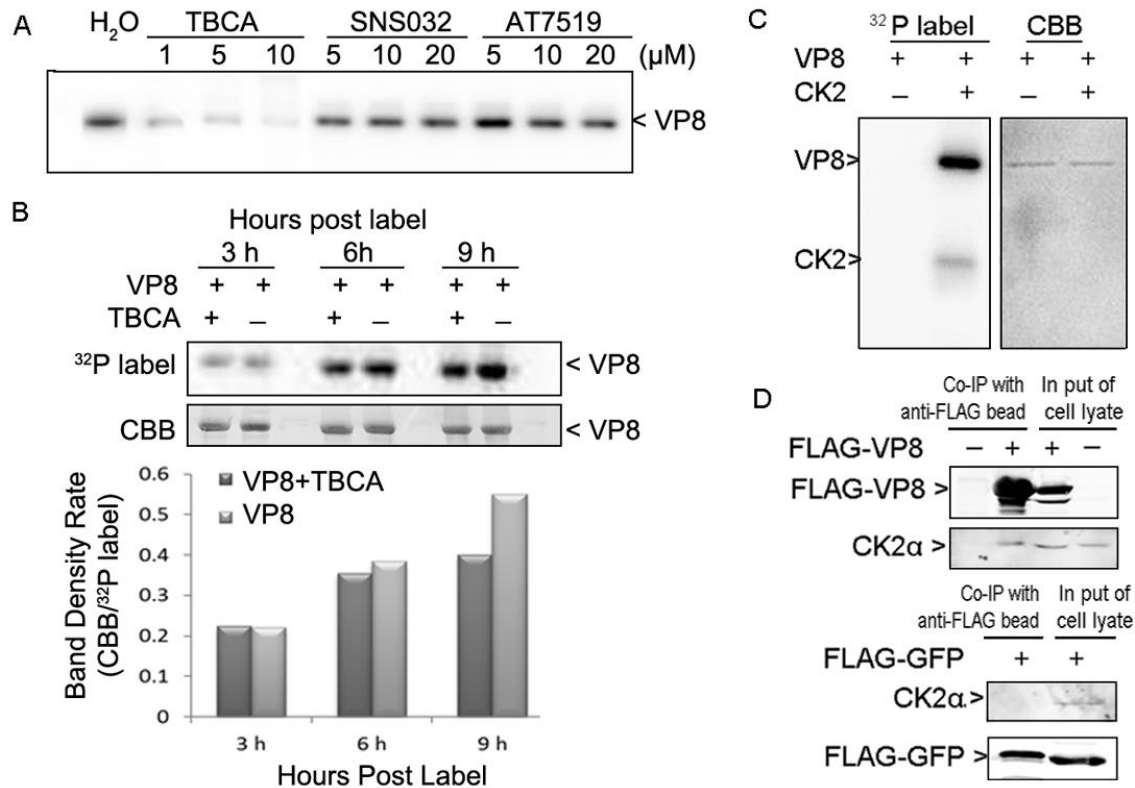 A
H₂O TBCA SNS032 AT7519
1 5 10 5 10 20 5 10 20 (µM)
< VP8
B
Hours post label
3 h 6h 9 h
VP8 + + + + + +
TBCA + – + – + –
³²P label < VP8
CBB < VP8
Band Density Rate
(CBB/³²P label)
0.6
0.5
0.4
0.3
0.2
0.1
0
VP8+TBCA
VP8
3 h 6 h 9 h
Hours Post Label
C
³²P label CBB
VP8 + + + +
CK2 – + – +
VP8>
CK2>
D
Co-IP with
anti-FLAG bead
In put of
cell lyate
FLAG-VP8 – + + –
FLAG-VP8 >
CK2α >
Co-IP with
anti-FLAG bead
In put of
cell lyate
FLAG-GFP + +
CK2α.>
FLAG-GFP >